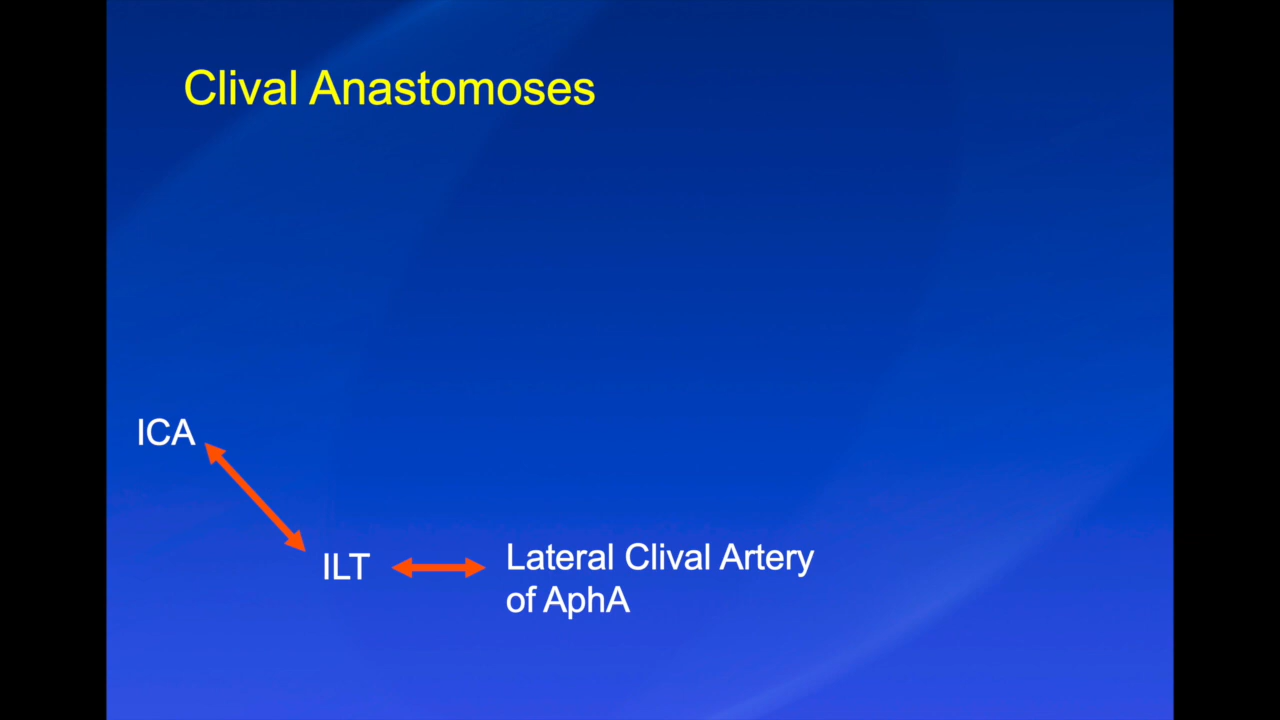 Clival Anastomoses
ICA
ILT
Lateral Clival Artery
of AphA